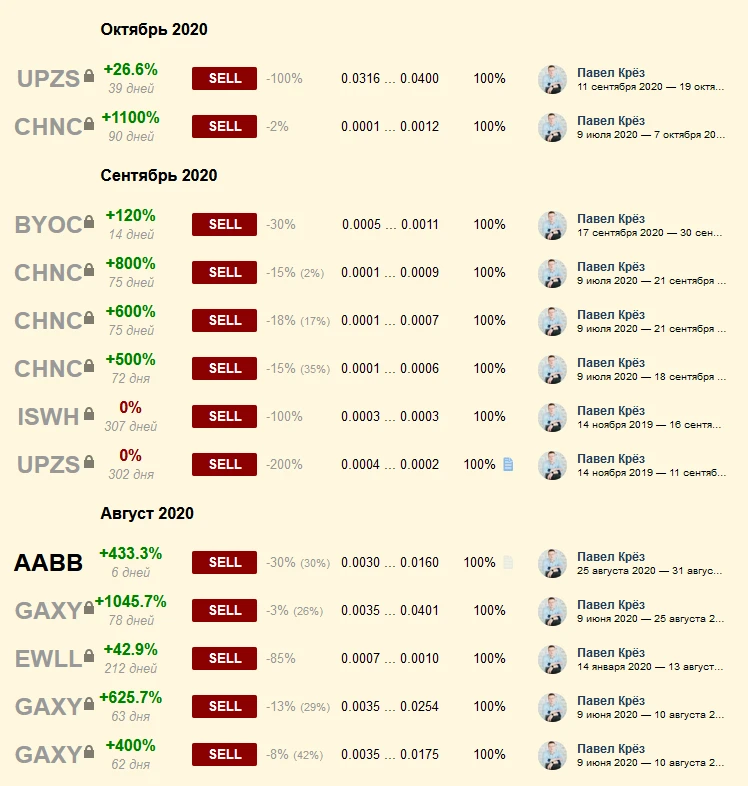 Октябрь 2020
UPZS +26.6% SELL -100% 0.0316 ... 0.0400 100% Павел Крёз
39 дней 11 сентября 2020 — 19 октя...
CHNC +1100% SELL -2% 0.0001 ... 0.0012 100% Павел Крёз
90 дней 9 июля 2020 — 7 октября 20...
Сентябрь 2020
BYOC +120% SELL -30% 0.0005 ... 0.0011 100% Павел Крёз
14 дней 17 сентября 2020 — 30 сен...
CHNC +800% SELL -15% (2%) 0.0001 ... 0.0009 100% Павел Крёз
75 дней 9 июля 2020 — 21 сентября ...
CHNC +600% SELL -18% (17%) 0.0001 ... 0.0007 100% Павел Крёз
75 дней 9 июля 2020 — 21 сентября ...
CHNC +500% SELL -15% (35%) 0.0001 ... 0.0006 100% Павел Крёз
72 дня 9 июля 2020 — 18 сентября ...
ISWH 0% SELL -100% 0.0003 ... 0.0003 100% Павел Крёз
307 дней 14 ноября 2019 — 16 сентя...
UPZS 0% SELL -200% 0.0004 ... 0.0002 100% Павел Крёз
302 дня 14 ноября 2019 — 11 сентяб...
Август 2020
AABB +433.3% SELL -30% (30%) 0.0030 ... 0.0160 100% Павел Крёз
6 дней 25 августа 2020 — 31 авгус...
GAXY +1045.7% SELL -3% (26%) 0.0035 ... 0.0401 100% Павел Крёз
78 дней 9 июня 2020 — 25 августа 2...
EWLL +42.9% SELL -85% 0.0007 ... 0.0010 100% Павел Крёз
212 дней 14 января 2020 — 13 август...
GAXY +625.7% SELL -13% (29%) 0.0035 ... 0.0254 100% Павел Крёз
63 дня 9 июня 2020 — 10 августа 2...
GAXY +400% SELL -8% (42%) 0.0035 ... 0.0175 100% Павел Крёз
62 дня 9 июня 2020 — 10 августа 2...